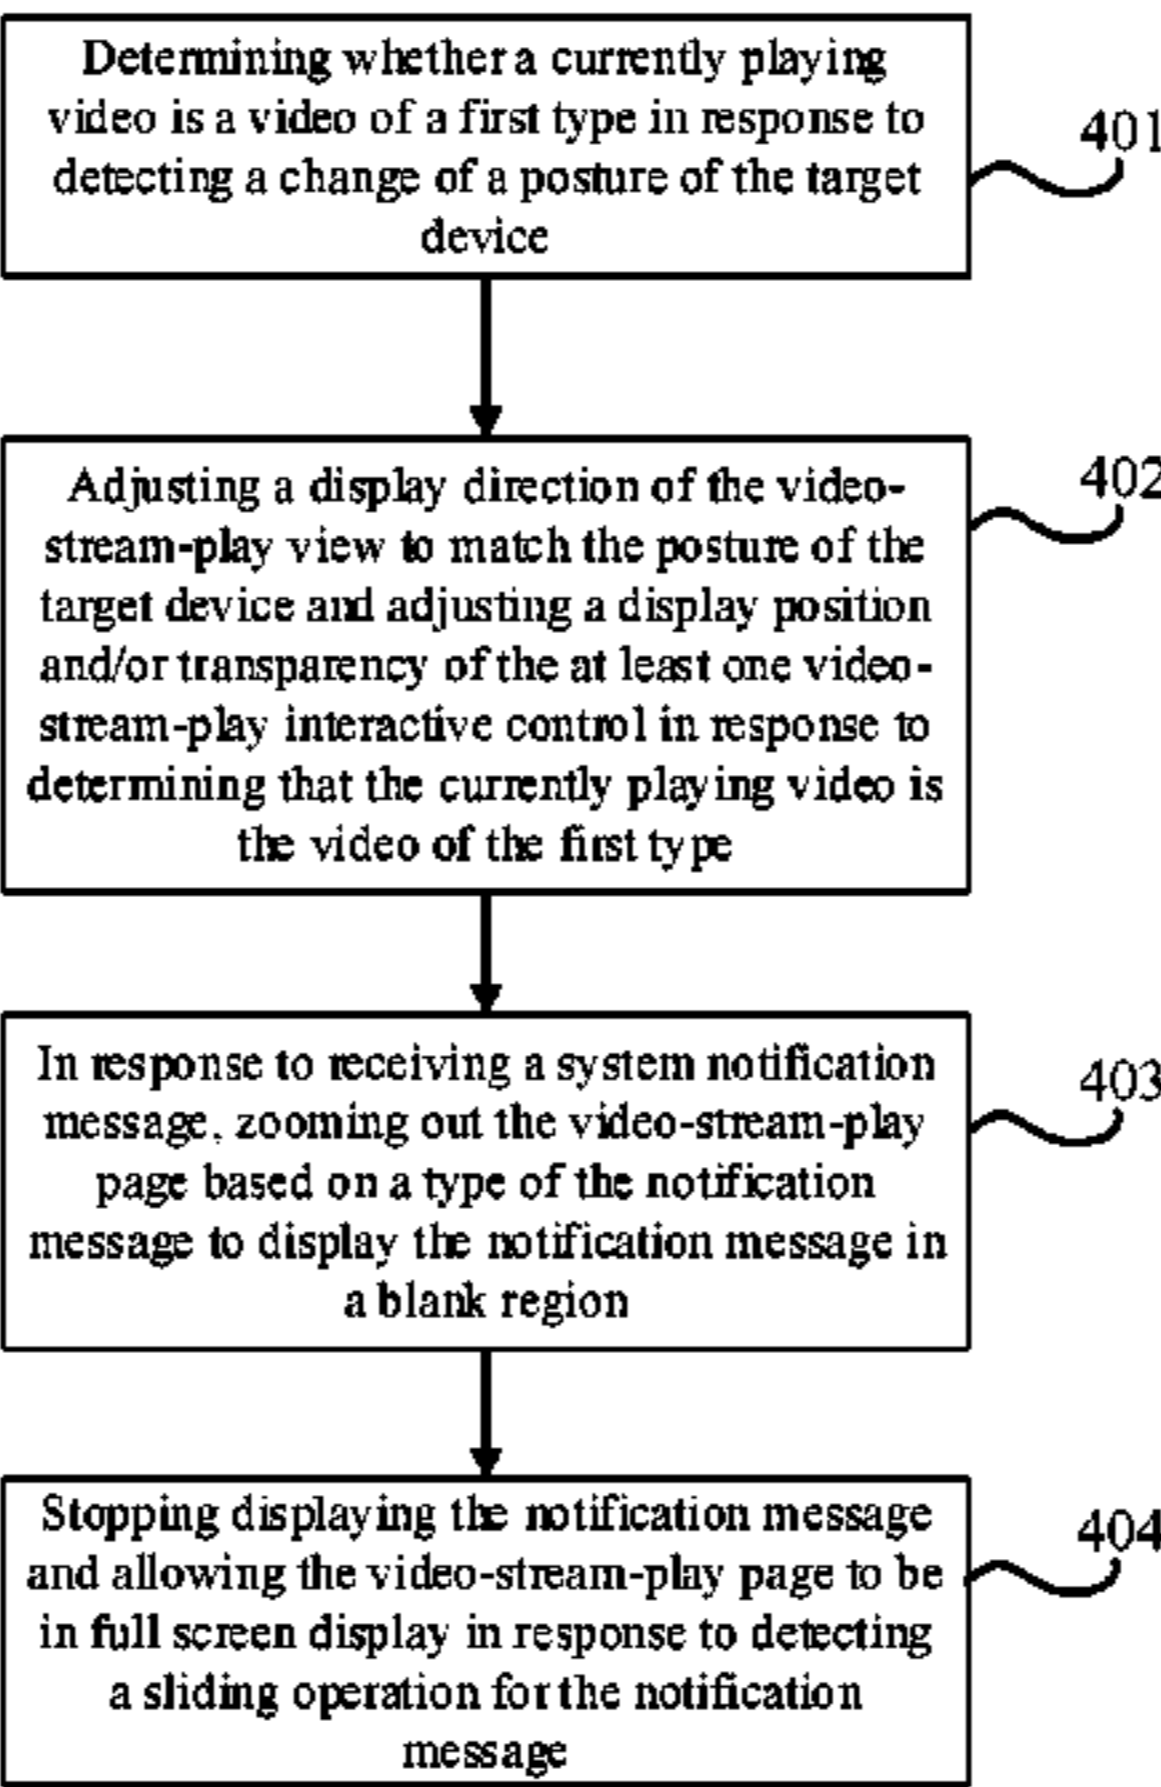 Determining whether a currently playing
video is a video of a first type in response to
detecting a change of a posture of the target
device
401
Adjusting a display direction of the video-
stream-play view to match the posture of the
target device and adjusting a display position
and/or transparency of the at least one video-
stream-play interactive control in response to
determining that the currently playing video is
the video of the first type
402
In response to receiving a system notification
message, zooming out the video-stream-play
page based on a type of the notification
message to display the notification message in
a blank region
403
Stopping displaying the notification message
and allowing the video-stream-play page to be
in full screen display in response to detecting
a sliding operation for the notification
message
404